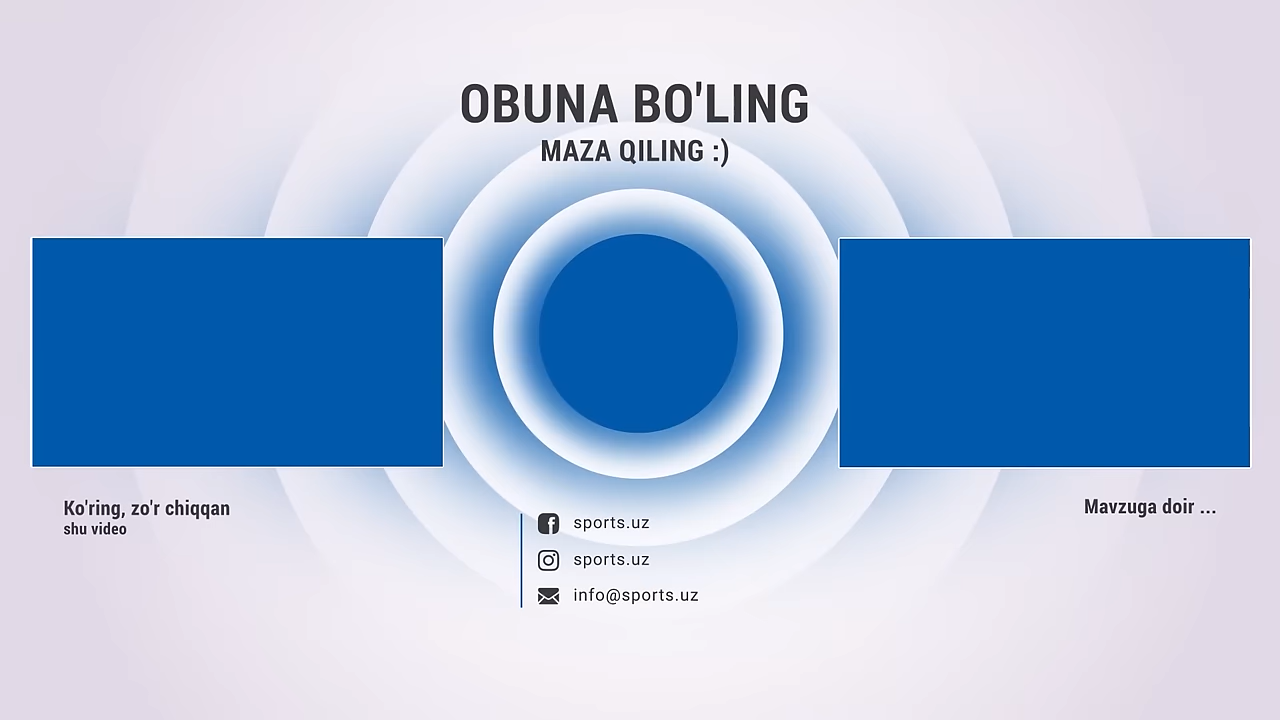 OBUNA BO'LING
MAZA QILING :)
Ko'ring, zo'r chiqqan
shu video
Mavzuga doir ...
sports.uz
sports.uz
info@sports.uz